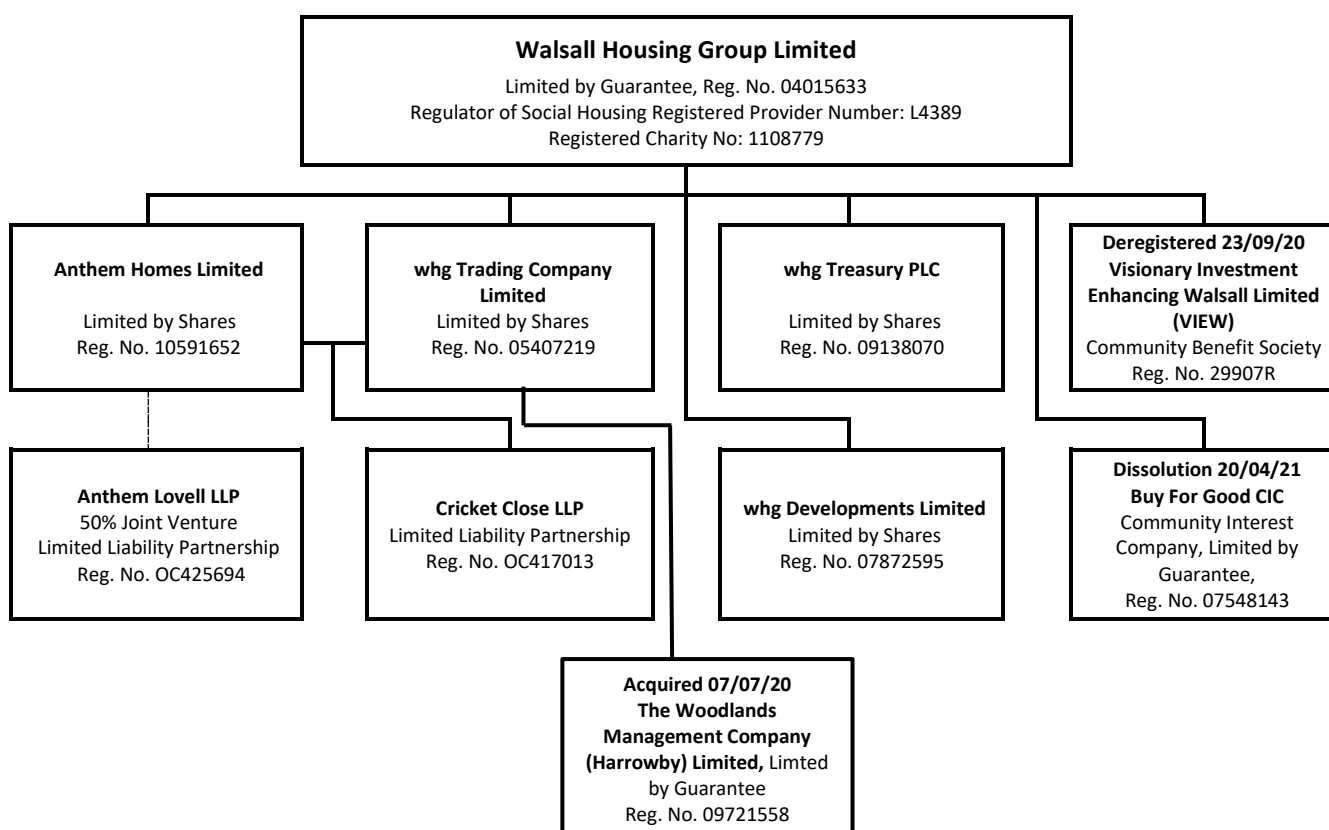 Walsall Housing Group Limited
Limited by Guarantee, Reg. No. 04015633
Regulator of Social Housing Registered Provider Number: L4389
Registered Charity No: 1108779
Anthem Homes Limited
Limited by Shares
Reg. No. 10591652
whg Trading Company
Limited
Limited by Shares
Reg. No. 05407219
whg Treasury PLC
Limited by Shares
Reg. No. 09138070
Deregistered 23/09/20
Visionary Investment
Enhancing Walsall Limited
(VIEW)
Community Benefit Society
Reg. No. 29907R
Anthem Lovell LLP
50% Joint Venture
Limited Liability Partnership
Reg. No. OC425694
Cricket Close LLP
Limited Liability Partnership
Reg. No. OC417013
whg Developments Limited
Limited by Shares
Reg. No. 07872595
Dissolution 20/04/21
Buy For Good CIC
Community Interest
Company, Limited by
Guarantee,
Reg. No. 07548143
Acquired 07/07/20
The Woodlands
Management Company
(Harrowby) Limited, Limted
by Guarantee
Reg. No. 09721558